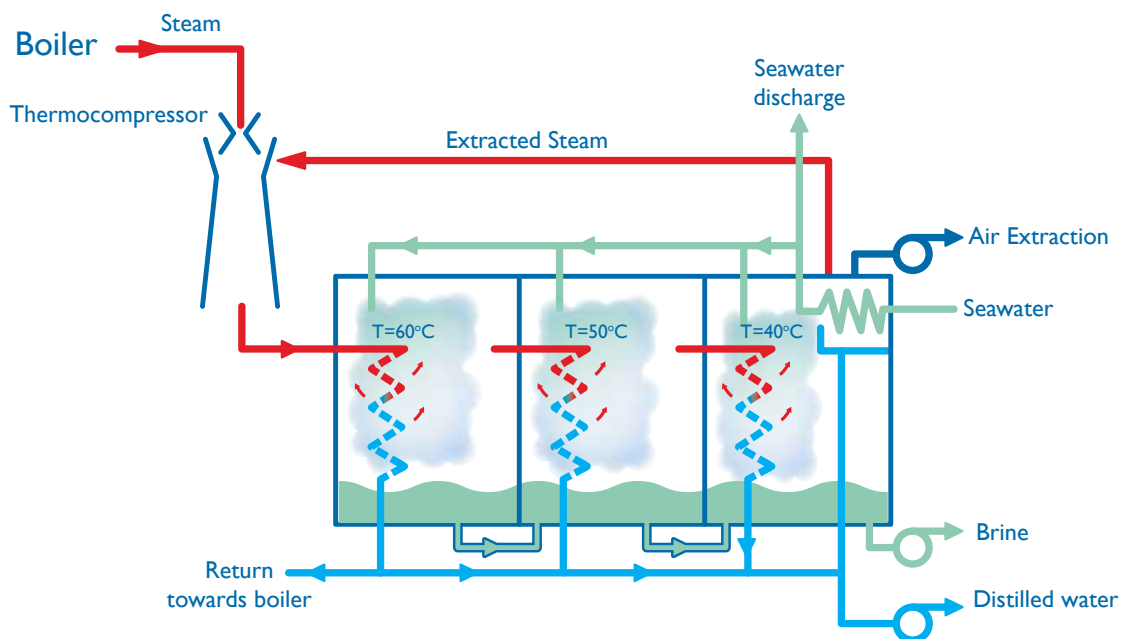 Steam
Boiler
Seawater
discharge
Thermocompressor
Extracted Steam
Air Extraction
Seawater
T=60°C
T=50°C
T=40°C
Brine
Return
towards boiler
Distilled water